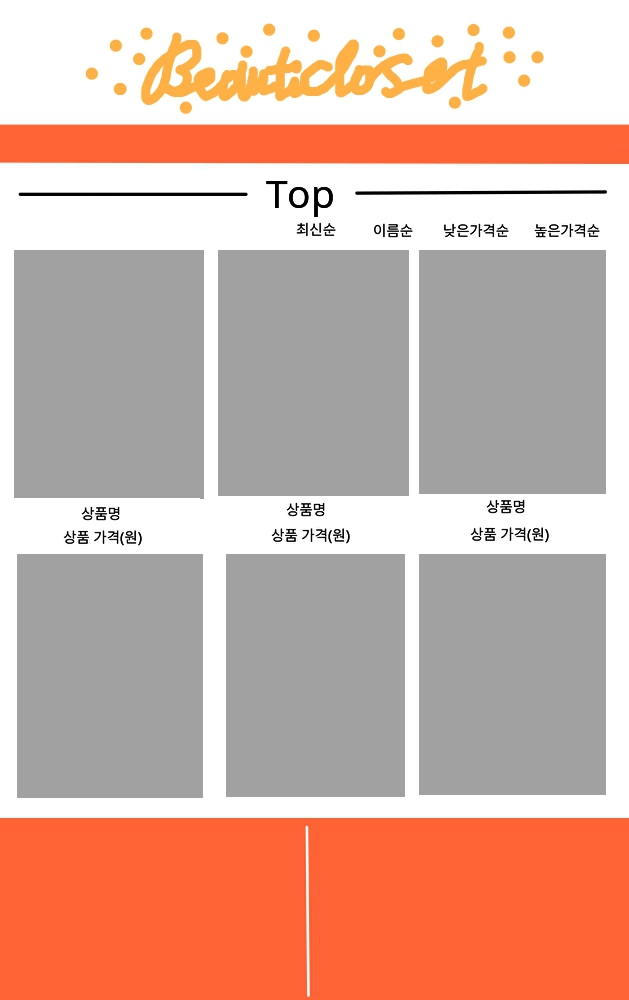 Beauticloset
Top
최신순 이름순 낮은가격순 높은가격순
상품명 상품명 상품명
상품 가격(원) 상품 가격(원) 상품 가격(원)